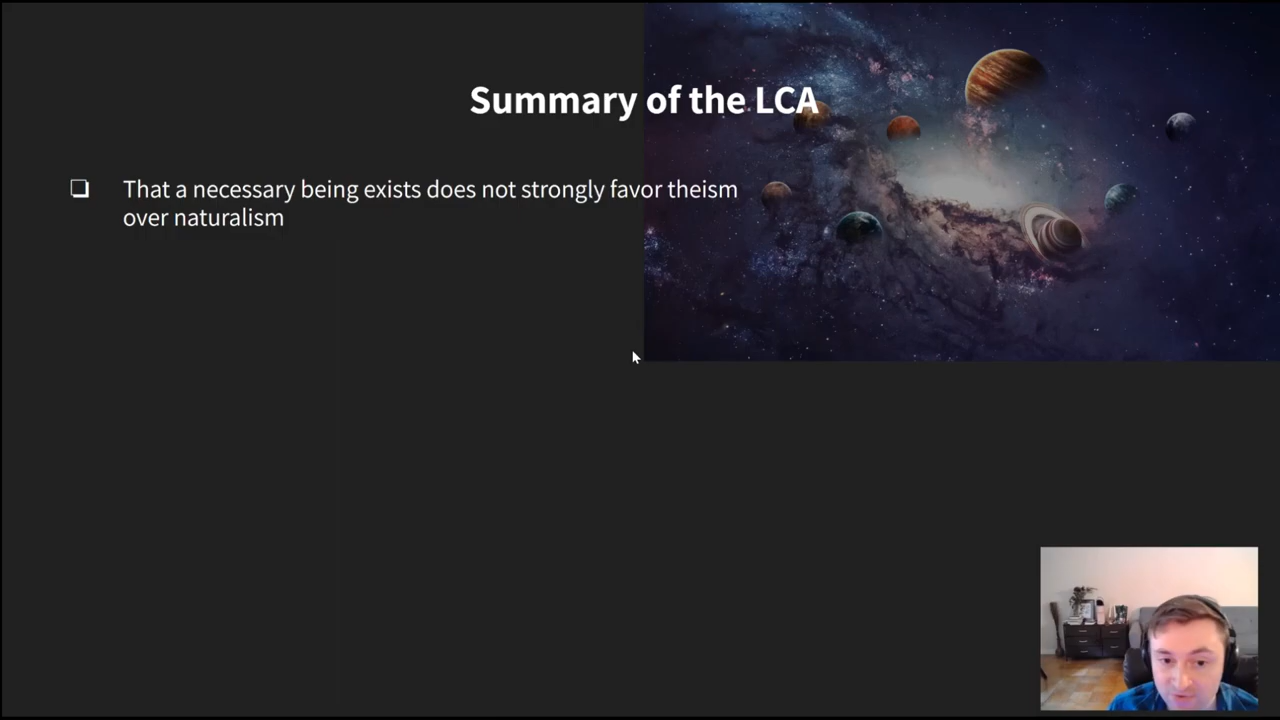 Summary of the LCA
That a necessary being exists does not strongly favor theism
over naturalism